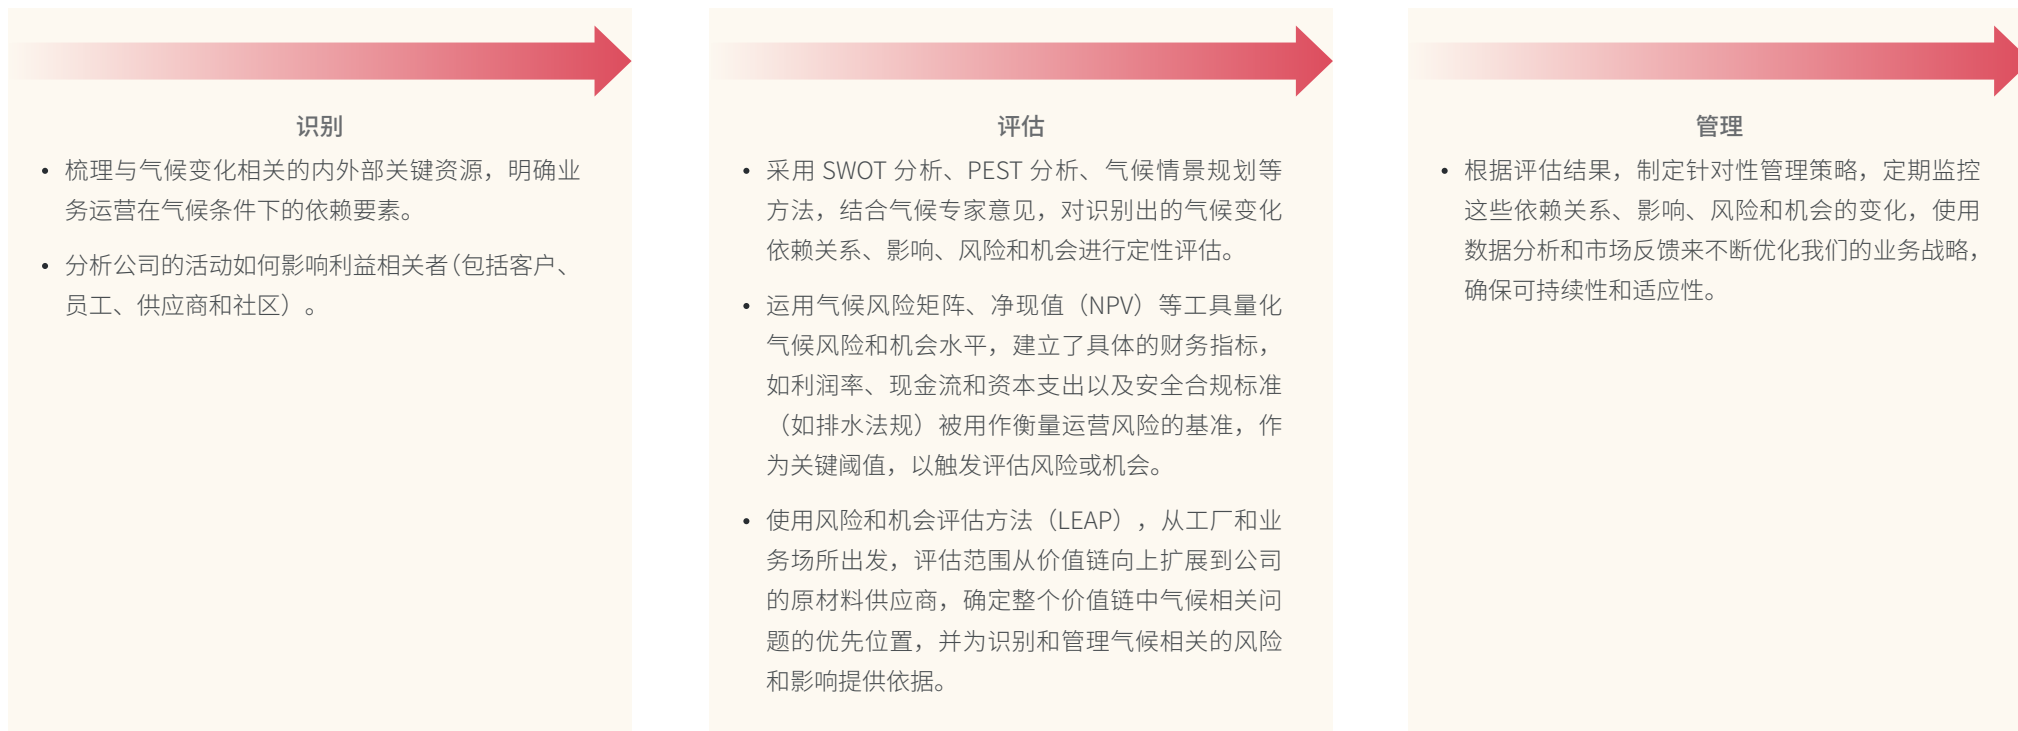 识别
• 梳理与气候变化相关的内外部关键资源，明确业
务运营在气候条件下的依赖要素。
• 分析公司的活动如何影响利益相关者（包括客户、
员工、供应商和社区）。
评估
• 采用 SWOT 分析、PEST 分析、气候情景规划等
方法，结合气候专家意见，对识别出的气候变化
依赖关系、影响、风险和机会进行定性评估。
• 运用气候风险矩阵、净现值（NPV）等工具量化
气候风险和机会水平，建立了具体的财务指标，
如利润率、现金流和资本支出以及安全合规标准
（如排水法规）被用作衡量运营风险的基准，作
为关键阈值，以触发评估风险或机会。
• 使用风险和机会评估方法（LEAP），从工厂和业
务场所出发，评估范围从价值链向上扩展到公司
的原材料供应商，确定整个价值链中气候相关问
题的优先位置，并为识别和管理气候相关的风险
和影响提供依据。
管理
• 根据评估结果，制定针对性管理策略，定期监控
这些依赖关系、影响、风险和机会的变化，使用
数据分析和市场反馈来不断优化我们的业务战略，
确保可持续性和适应性。